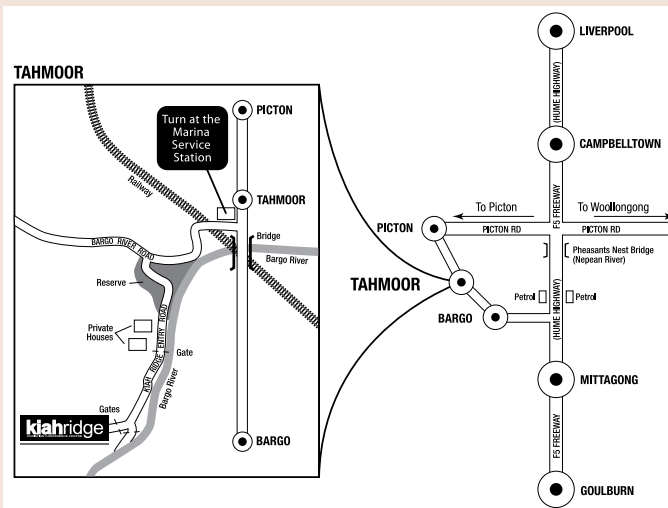 TAHMOOR
PICTON
Turn at the
Marina
Service
Station
Railway
TAHMOOR
BARGO RIVER ROAD
Bridge
Bargo River
Reserve
Private
Houses
KIAH RIDGE ENTRY ROAD
Gate
Bargo River
Gates
kiahridge
BARGO
LIVERPOOL
(HUME HIGHWAY)
CAMPBELLTOWN
F5 FREEWAY
To Picton
To Woollongong
PICTON
PICTON RD
PICTON RD
Pheasants Nest Bridge
(Nepean River)
TAHMOOR
Petrol
Petrol
BARGO
(HUME HIGHWAY)
MITTAGONG
F5 FREEWAY
GOULBURN